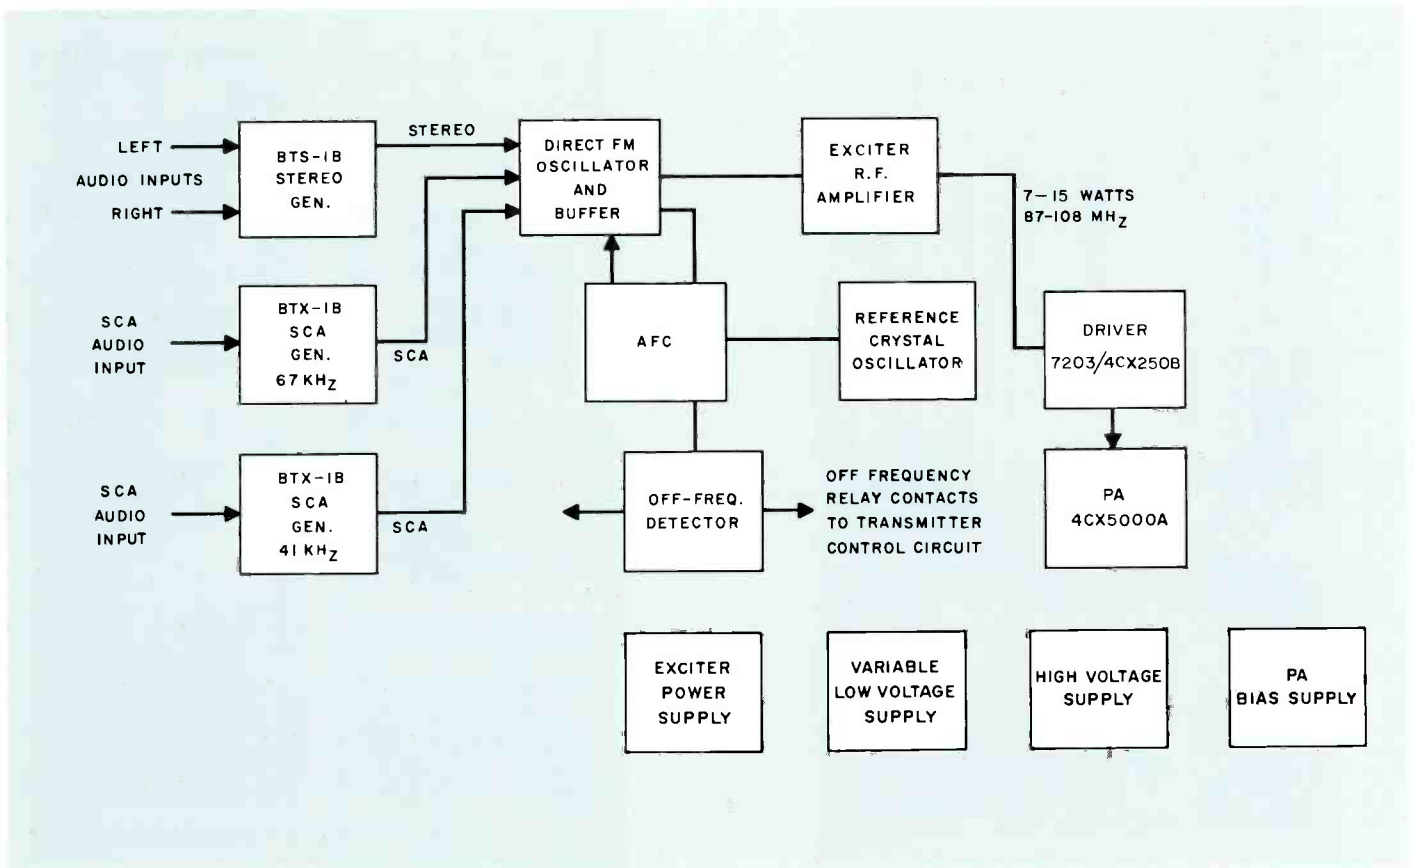 LEFT
AUDIO INPUTS
RIGHT
BTS-1B
STEREO
GEN.
STEREO
DIRECT FM
OSCILLATOR
AND
BUFFER
EXCITER
R.F.
AMPLIFIER
7-15 WATTS
87-108 MHZ
SCA
AUDIO
INPUT
BTX-1B
SCA
GEN.
67 KHZ
SCA
AFC
REFERENCE
CRYSTAL
OSCILLATOR
DRIVER
7203/4CX250B
SCA
AUDIO
INPUT
BTX-1B
SCA
GEN.
41 KHZ
SCA
OFF-FREQ.
DETECTOR
OFF FREQUENCY
RELAY CONTACTS
TO TRANSMITTER
CONTROL CIRCUIT
PA
4CX5000A
EXCITER
POWER
SUPPLY
VARIABLE
LOW VOLTAGE
SUPPLY
HIGH VOLTAGE
SUPPLY
PA
BIAS SUPPLY